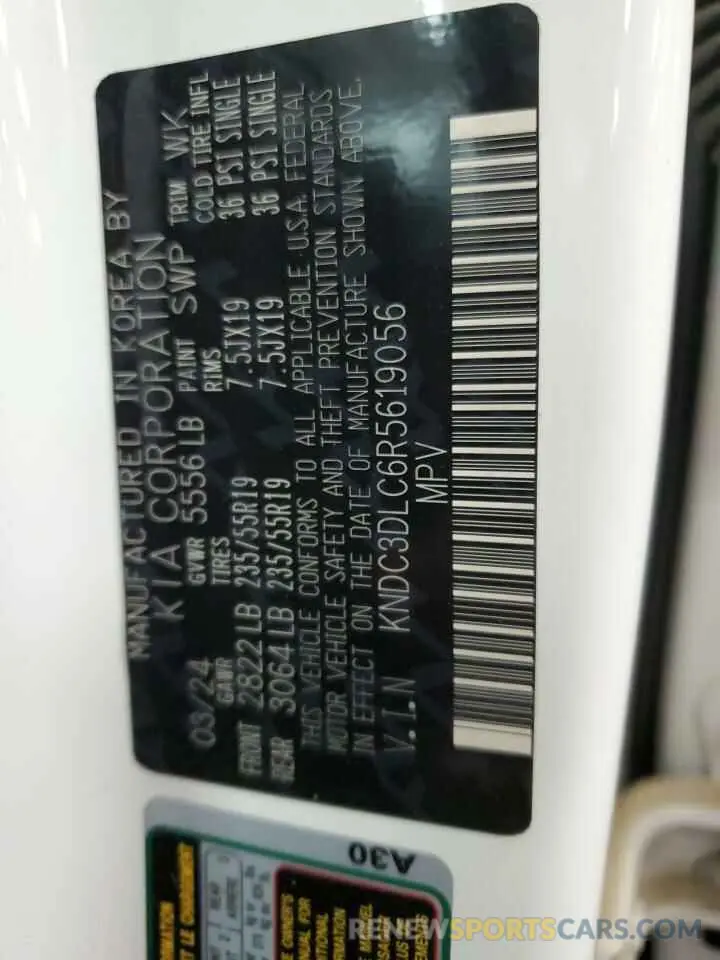 MANUFACTURED IN KOREA BY
KIA CORPORATION
03/24 GVWR 5556 LB PAINT SWP TRIM WK
GAWR TIRES RIMS COLD TIRE INFL
FRONT 2822 LB 235/55R19 7.5JX19 36 PSI SINGLE
REAR 3064 LB 235/55R19 7.5JX19 36 PSI SINGLE
THIS VEHICLE CONFORMS TO ALL APPLICABLE U.S.A. FEDERAL
MOTOR VEHICLE SAFETY AND THEFT PREVENTION STANDARDS
IN EFFECT ON THE DATE OF MANUFACTURE SHOWN ABOVE.
V.I.N KNDC3DLC6R5619056
MPV
A30
RENEWSPORTSCARS.COM